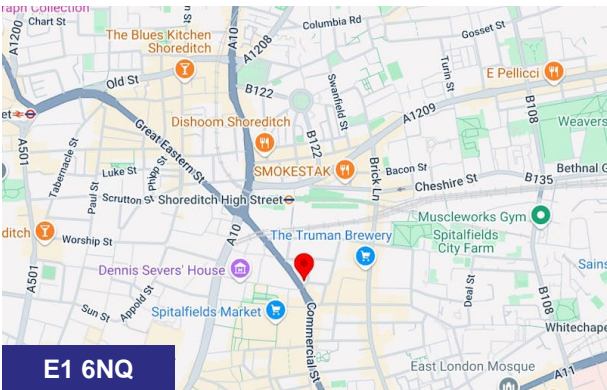 raph Collection
Chart St
A1200
The Blues Kitchen
Shoreditch
A10
A1208
Columbia Rd
Gosset St
Old St
B122
Swanfield St
Turin St
E Pellicci
B108
A1209
Dishoom Shoreditch
B122
Weavers
A501
Tabernacle St
Great Eastern St
Luke St
Phipp St
Paul St
SMOKESTAK
Brick Ln
Bacon St
Bethnal G
Cheshire St
B135
Scrutton St
Shoreditch High Street
ditch
Worship St
A10
The Truman Brewery
Muscleworks Gym
Spitalfields
City Farm
A501
Dennis Severs' House
Sains
Sun St
Appold St
Spitalfields Market
Commercial St
Deal St
B108
Whitechape
East London Mosque
A11
E1 6NQ